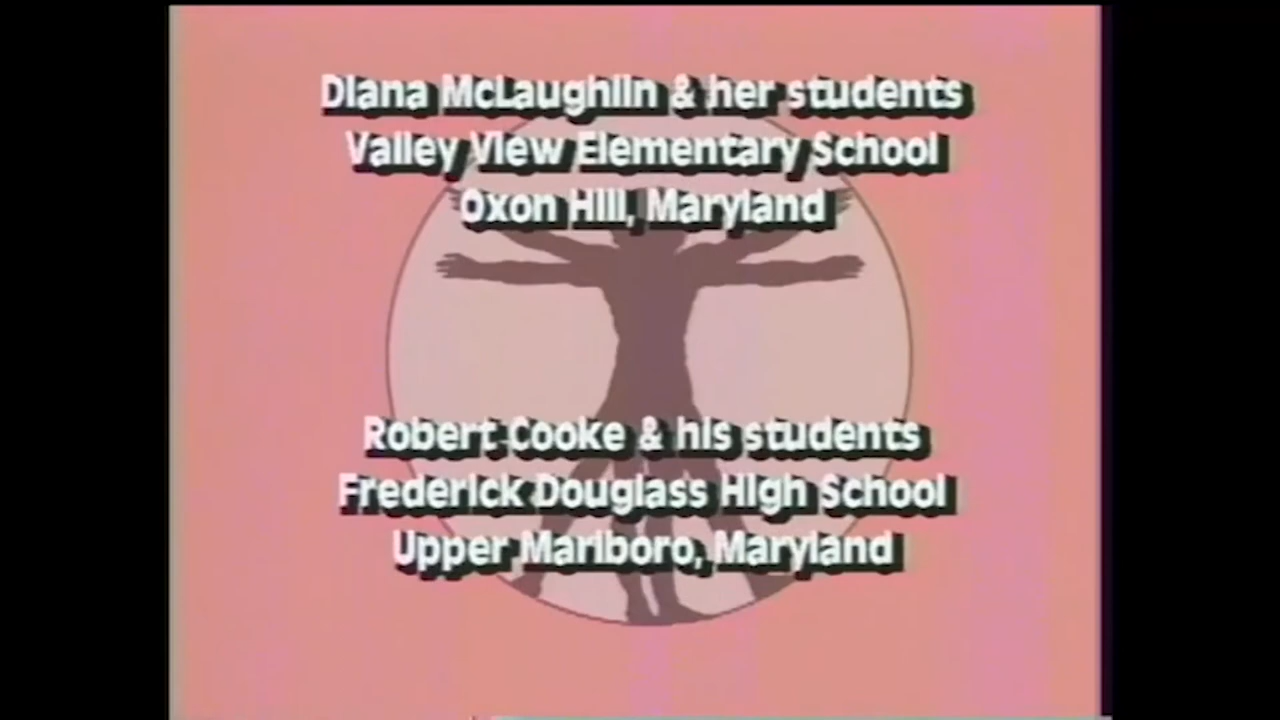 Diana McLaughlin & her students
Valley View Elementary School
Oxon Hill, Maryland
Robert Cooke & his students
Frederick Douglass High School
Upper Marlboro, Maryland